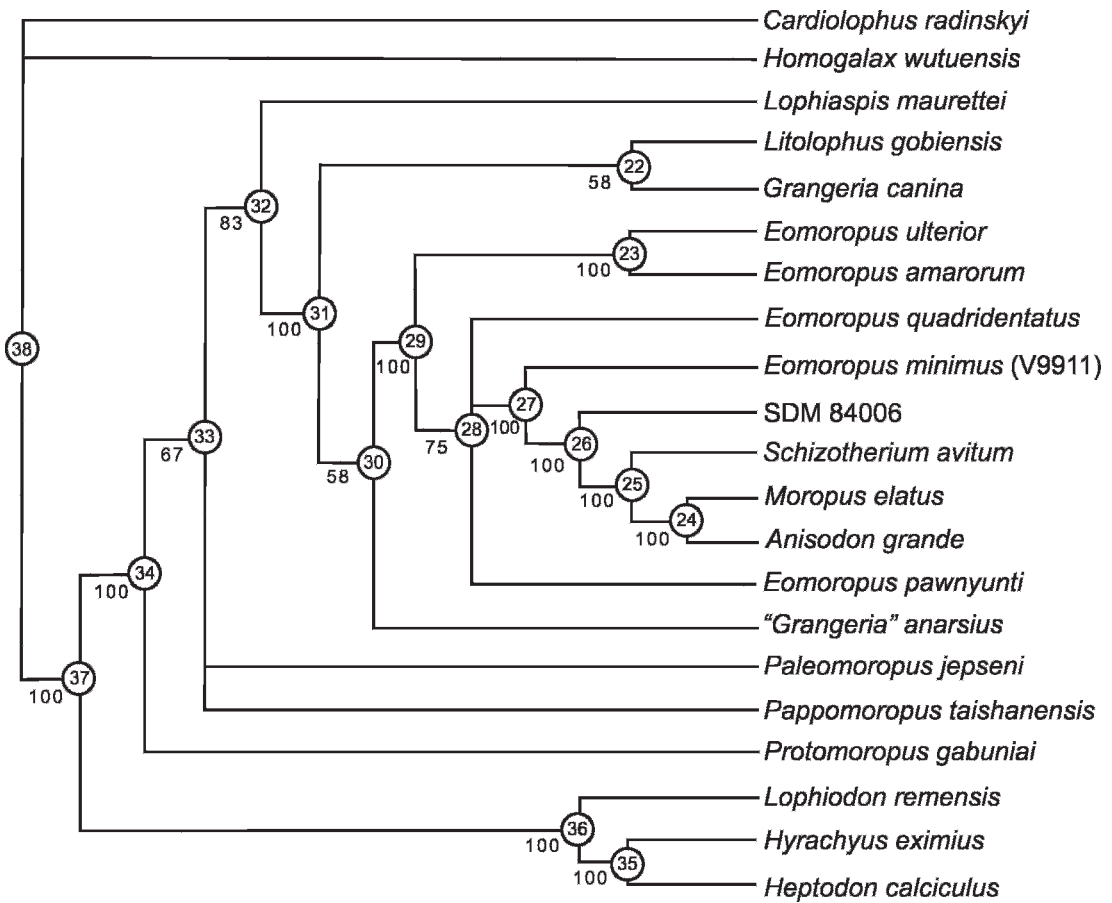 Cardiolophus radinskyi
Homogalax wutuensis
Lophiaspis maurettei
Litolophus gobiensis
22
58
Grangeria canina
32
83
Eomoropus ulterior
23
100
Eomoropus amarorum
31
100
Eomoropus quadridentatus
29
100
38
Eomoropus minimus (V9911)
27
100
SDM 84006
28
75
26
100
33
67
Schizotherium avitum
30
58
25
100
Moropus elatus
24
100
Anisodon grande
34
100
Eomoropus pawnyunti
“Grangeria” anarsius
37
100
Paleomoropus jepseni
Pappomoropus taishanensis
Protomoropus gabuniai
Lophiodon remensis
36
100
Hyrachyus eximius
35
100
Heptodon calciculus